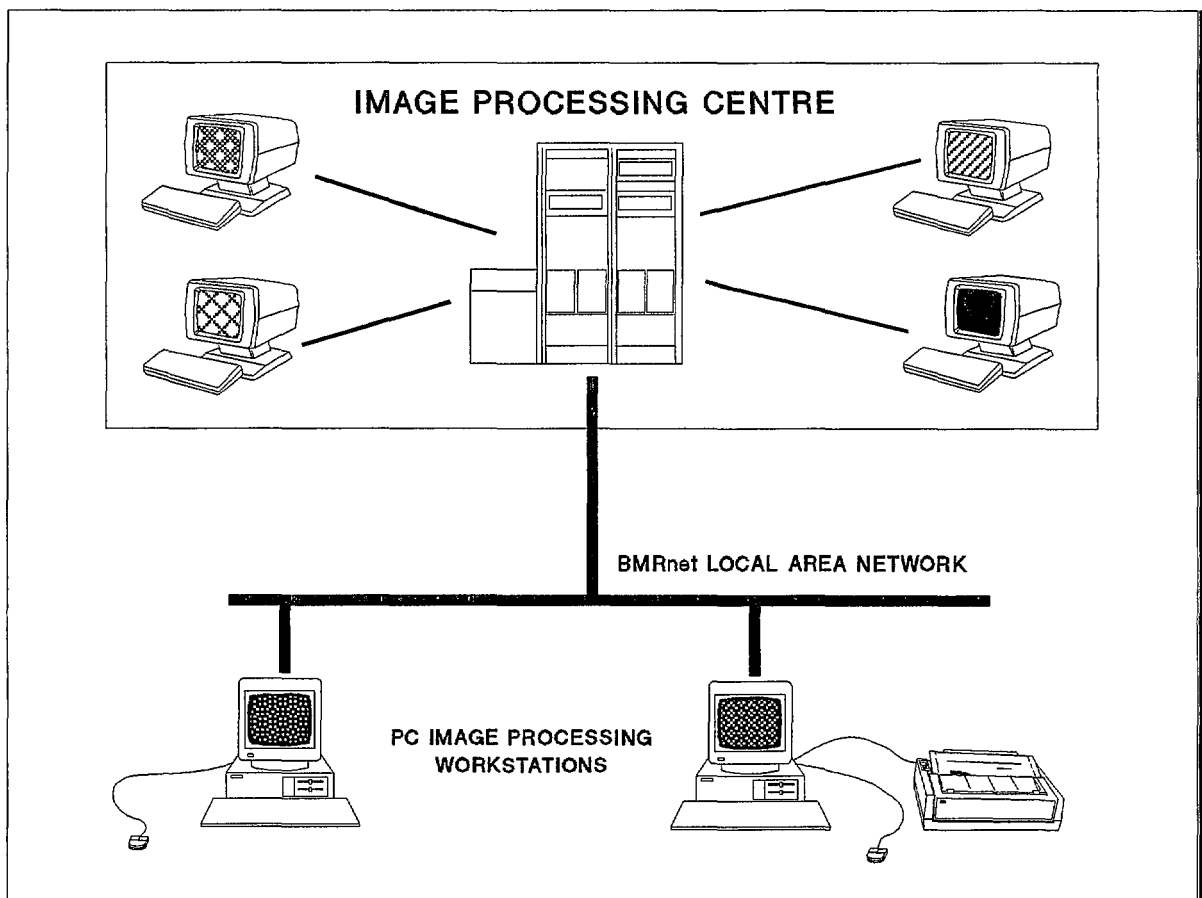 IMAGE PROCESSING CENTRE
BMRnet LOCAL AREA NETWORK
PC IMAGE PROCESSING
WORKSTATIONS